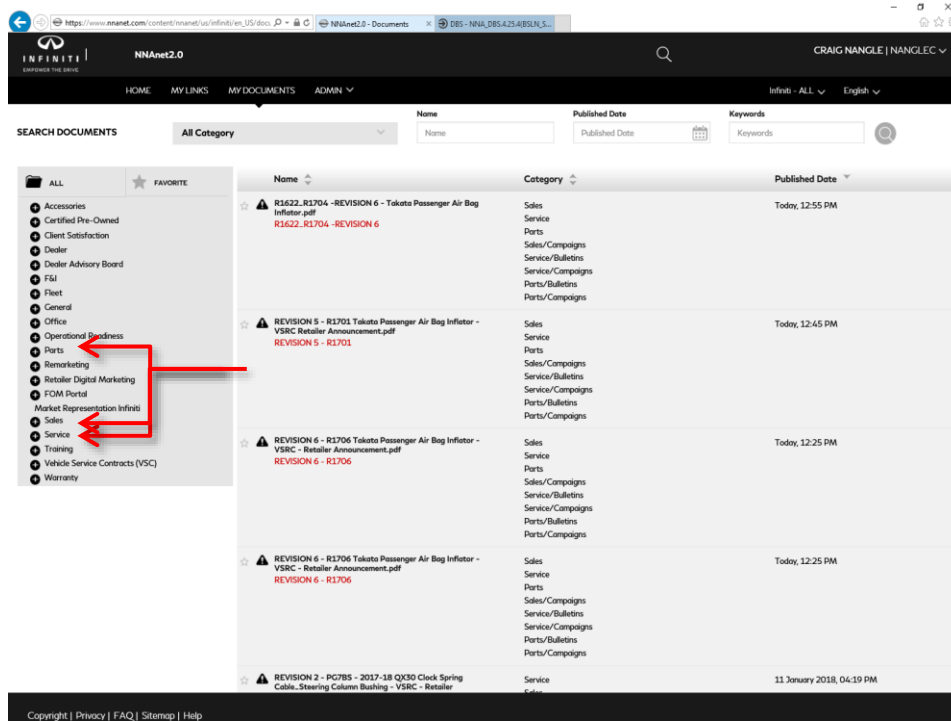 https://www.nnanet.com/content/nnanet/us/infiniti/en_US/docs
NNAnet2.0 - Documents
DBS - NNA_DBS.4.25.4(BSLN_S...
INFINITI
EMPOWER THE DRIVE
NNAnet2.0
CRAIG NANGLE | NANGLEC
HOME MY LINKS MY DOCUMENTS ADMIN
Infiniti - ALL English
SEARCH DOCUMENTS
All Category
Name
Name
Published Date
Published Date
Keywords
Keywords
ALL
FAVORITE
Accessories
Certified Pre-Owned
Client Satisfaction
Dealer
Dealer Advisory Board
F&I
Fleet
General
Office
Operational Readiness
Parts
Remarketing
Retailer Digital Marketing
FOM Portal
Market Representation Infiniti
Sales
Service
Training
Vehicle Service Contracts (VSC)
Warranty
Name Category Published Date
R1622_R1704 -REVISION 6 - Takata Passenger Air Bag
Inflator.pdf
R1622_R1704 -REVISION 6
Sales
Service
Parts
Sales/Campaigns
Service/Bulletins
Service/Campaigns
Parts/Bulletins
Parts/Campaigns
Today, 12:55 PM
REVISION 5 - R1701 Takata Passenger Air Bag Inflator -
VSRC Retailer Announcement.pdf
REVISION 5 - R1701
Sales
Service
Parts
Sales/Campaigns
Service/Bulletins
Service/Campaigns
Parts/Bulletins
Parts/Campaigns
Today, 12:45 PM
REVISION 6 - R1706 Takata Passenger Air Bag Inflator -
VSRC - Retailer Announcement.pdf
REVISION 6 - R1706
Sales
Service
Parts
Sales/Campaigns
Service/Bulletins
Service/Campaigns
Parts/Bulletins
Parts/Campaigns
Today, 12:25 PM
REVISION 6 - R1706 Takata Passenger Air Bag Inflator -
VSRC - Retailer Announcement.pdf
REVISION 6 - R1706
Sales
Service
Parts
Sales/Campaigns
Service/Bulletins
Service/Campaigns
Parts/Bulletins
Parts/Campaigns
Today, 12:25 PM
REVISION 2 - PG7B5 - 2017-18 QX30 Clock Spring
Cable_Steering Column Bushing - VSRC - Retailer
Service
11 January 2018, 04:19 PM
Copyright | Privacy | FAQ | Sitemap | Help